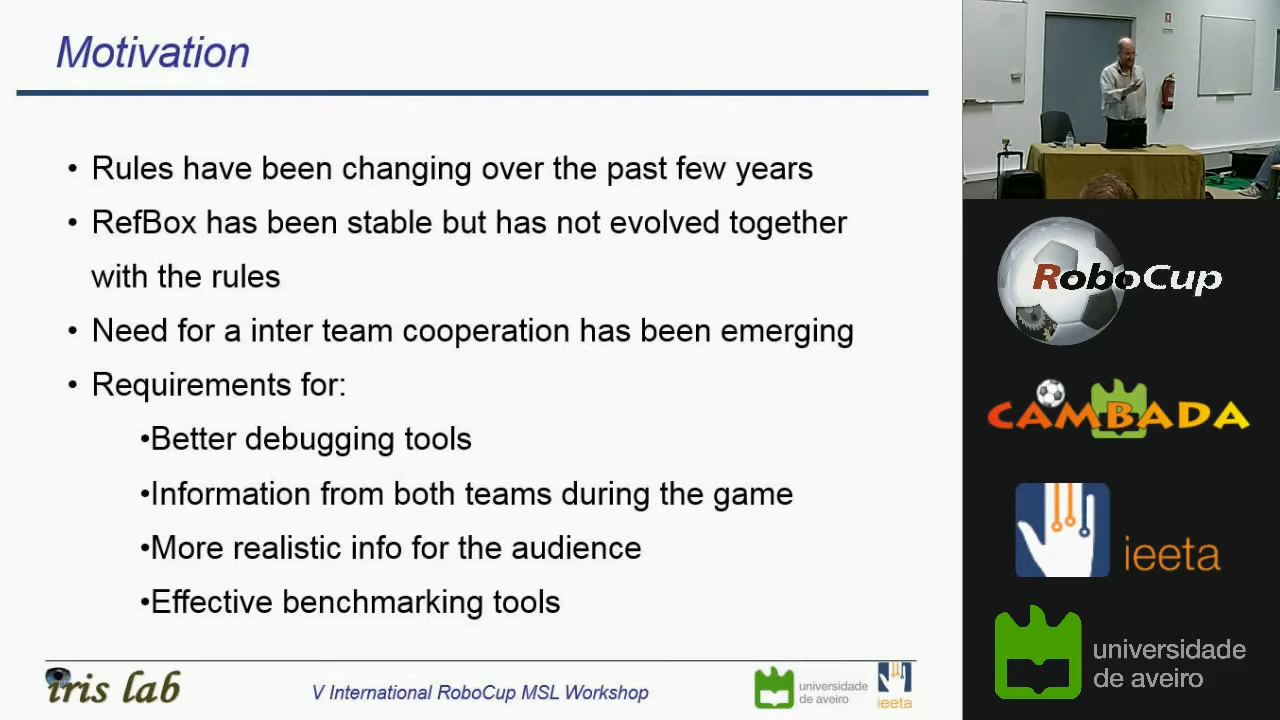 Motivation
• Rules have been changing over the past few years
• RefBox has been stable but has not evolved together
with the rules
• Need for a inter team cooperation has been emerging
• Requirements for:
•Better debugging tools
•Information from both teams during the game
•More realistic info for the audience
•Effective benchmarking tools
iris lab
V International RoboCup MSL Workshop
universidade
de aveiro
ieeta
RoboCup
CAMBADA
ieeta
universidade
de aveiro